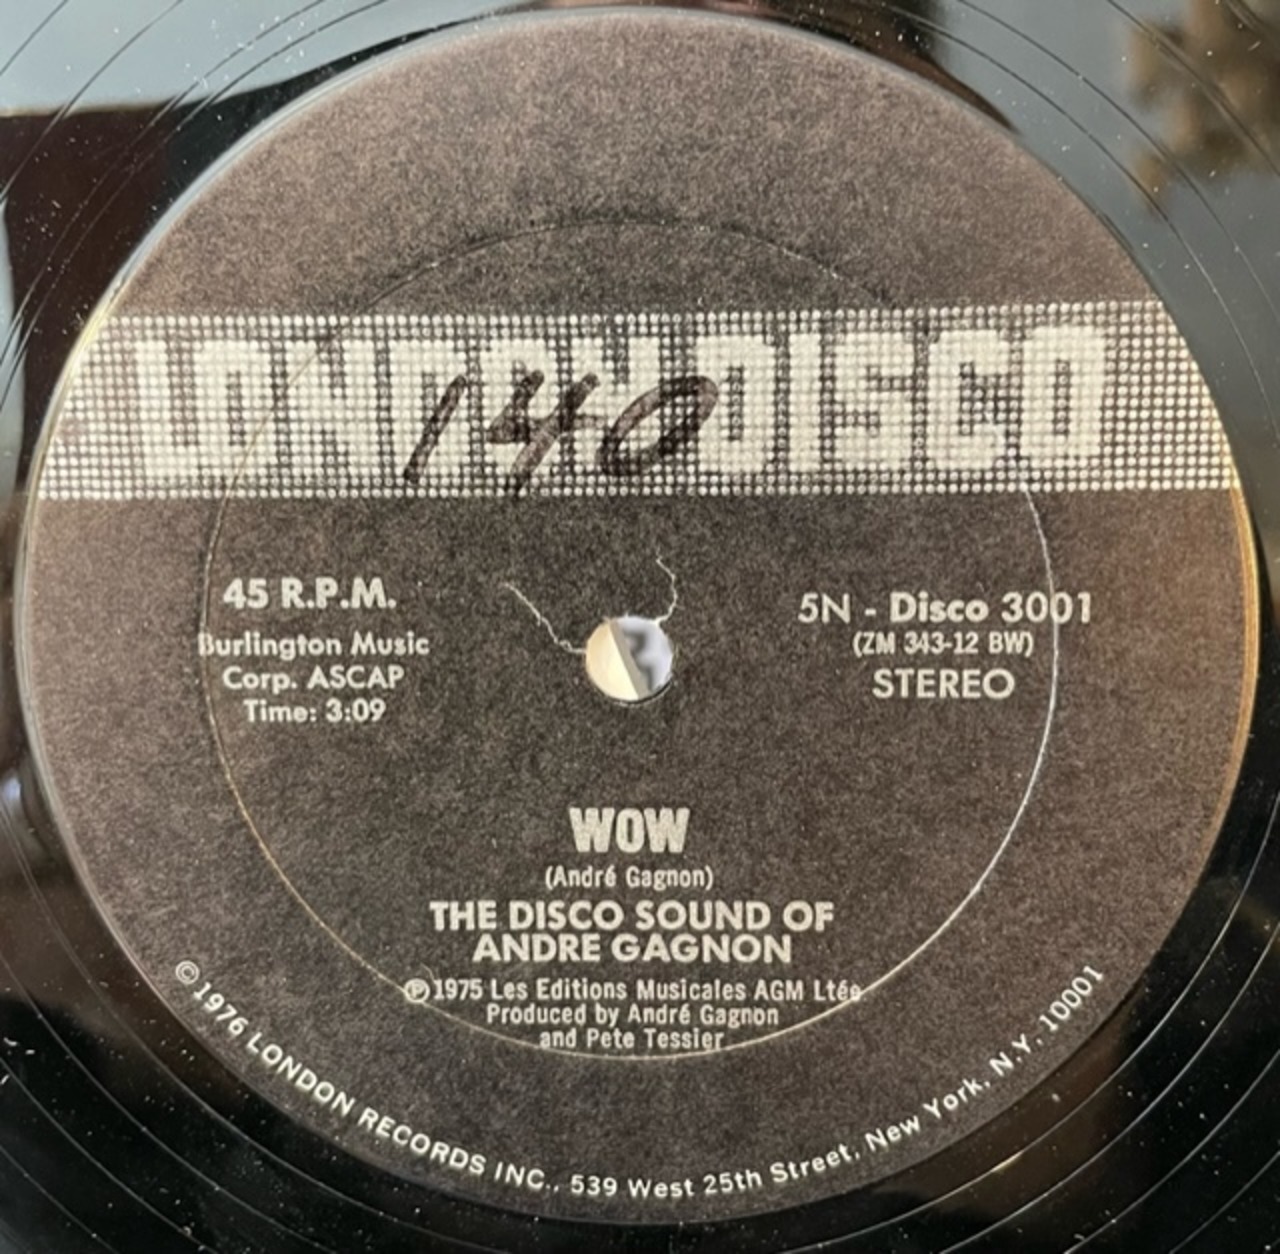 LONDON DISCO
140
45 R.P.M.
Burlington Music
Corp. ASCAP
Time: 3:09
5N - Disco 3001
(ZM 343-12 BW)
STEREO
WOW
(André Gagnon)
THE DISCO SOUND OF
ANDRE GAGNON
℗1975 Les Editions Musicales AGM Ltée
Produced by André Gagnon
and Pete Tessier
©1976 LONDON RECORDS INC., 539 West 25th Street, New York, N.Y. 10001